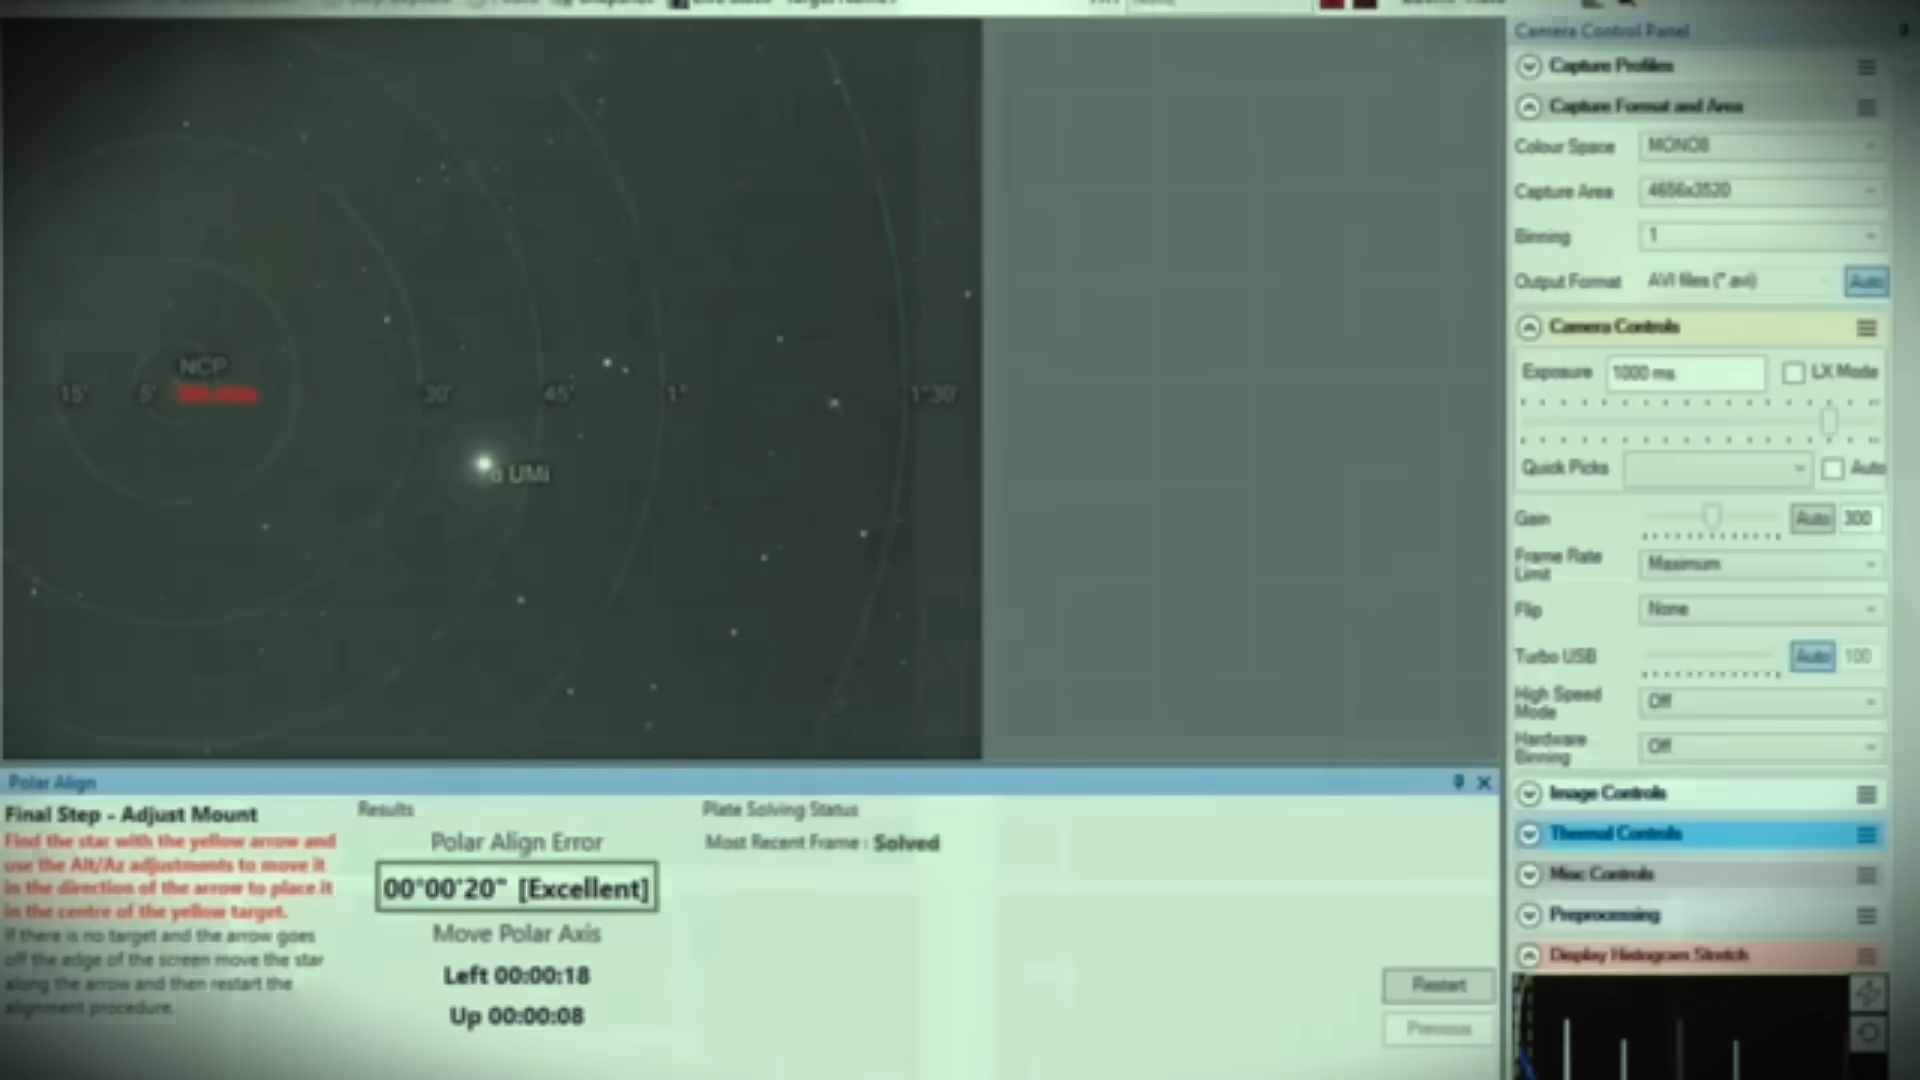 Camera Control Panel
Capture Profiles
Capture Format and Area
Colour Space MONO8
Capture Area 4656x3520
Binning 1
Output Format AVI files (*.avi) Auto
Camera Controls
Exposure 1000 ms LX Mode
Quick Picks Auto
Gain Auto 300
Frame Rate Limit Maximum
Flip None
Turbo USB Auto 100
High Speed Mode Off
Hardware Binning Off
Image Controls
Thermal Controls
Misc Controls
Preprocessing
Display Histogram Stretch
NCP
15' 5' 30' 45' 1° 1°30'
α UMi
Polar Align
Final Step - Adjust Mount
Find the star with the yellow arrow and
use the Alt/Az adjustments to move it
in the direction of the arrow to place it
in the centre of the yellow target.
If there is no target and the arrow goes
off the edge of the screen move the star
along the arrow and then restart the
alignment procedure.
Results
Polar Align Error
00°00'20" [Excellent]
Move Polar Axis
Left 00:00:18
Up 00:00:08
Plate Solving Status
Most Recent Frame : Solved
Restart
Previous